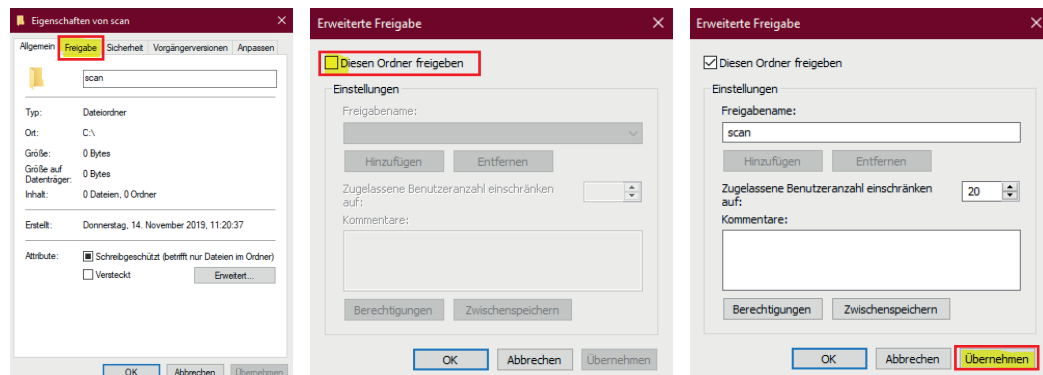 Eigenschaften von scan
Allgemein Freigabe Sicherheit Vorgängerversionen Anpassen
scan
Typ: Dateiordner
Ort: C:\
Größe: 0 Bytes
Größe auf Datenträger: 0 Bytes
Inhalt: 0 Dateien, 0 Ordner
Erstellt: Donnerstag, 14. November 2019, 11:20:37
Attribute: Schreibgeschützt (betrifft nur Dateien im Ordner)
Versteckt Erweitert...
OK Abbrechen Übernehmen
Erweiterte Freigabe
Diesen Ordner freigeben
Einstellungen
Freigabename:
Hinzufügen Entfernen
Zugelassene Benutzeranzahl einschränken
auf:
Kommentare:
Berechtigungen Zwischenspeichern
OK Abbrechen Übernehmen
Erweiterte Freigabe
Diesen Ordner freigeben
Einstellungen
Freigabename:
scan
Hinzufügen Entfernen
Zugelassene Benutzeranzahl einschränken 20
auf:
Kommentare:
Berechtigungen Zwischenspeichern
OK Abbrechen Übernehmen